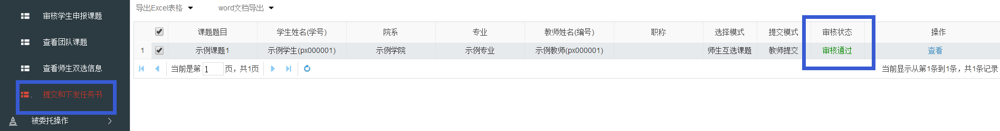 审核学生申报课题
查看团队课题
查看师生双选信息
提交和下发任务书
被委托操作
导出Excel表格 word文档导出
课题题目 学生姓名(学号) 院系 专业 教师姓名(编号) 职称 选择模式 提交模式 审核状态 操作
1 示例课题1 示例学生(px000001) 示例学院 示例专业 示例教师(px000001) 师生互选课题 教师提交 审核通过 查看
当前是第 1 页，共1页 当前显示从第1条到1条，共1条记录